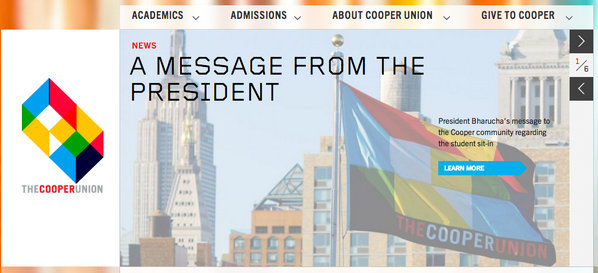 ACADEMICS ADMISSIONS ABOUT COOPER UNION GIVE TO COOPER
NEWS
A MESSAGE FROM THE
PRESIDENT
1/6
President Bharucha's message to
the Cooper community regarding
the student sit-in
LEARN MORE
THECOOPERUNION
THECOOPERUNION